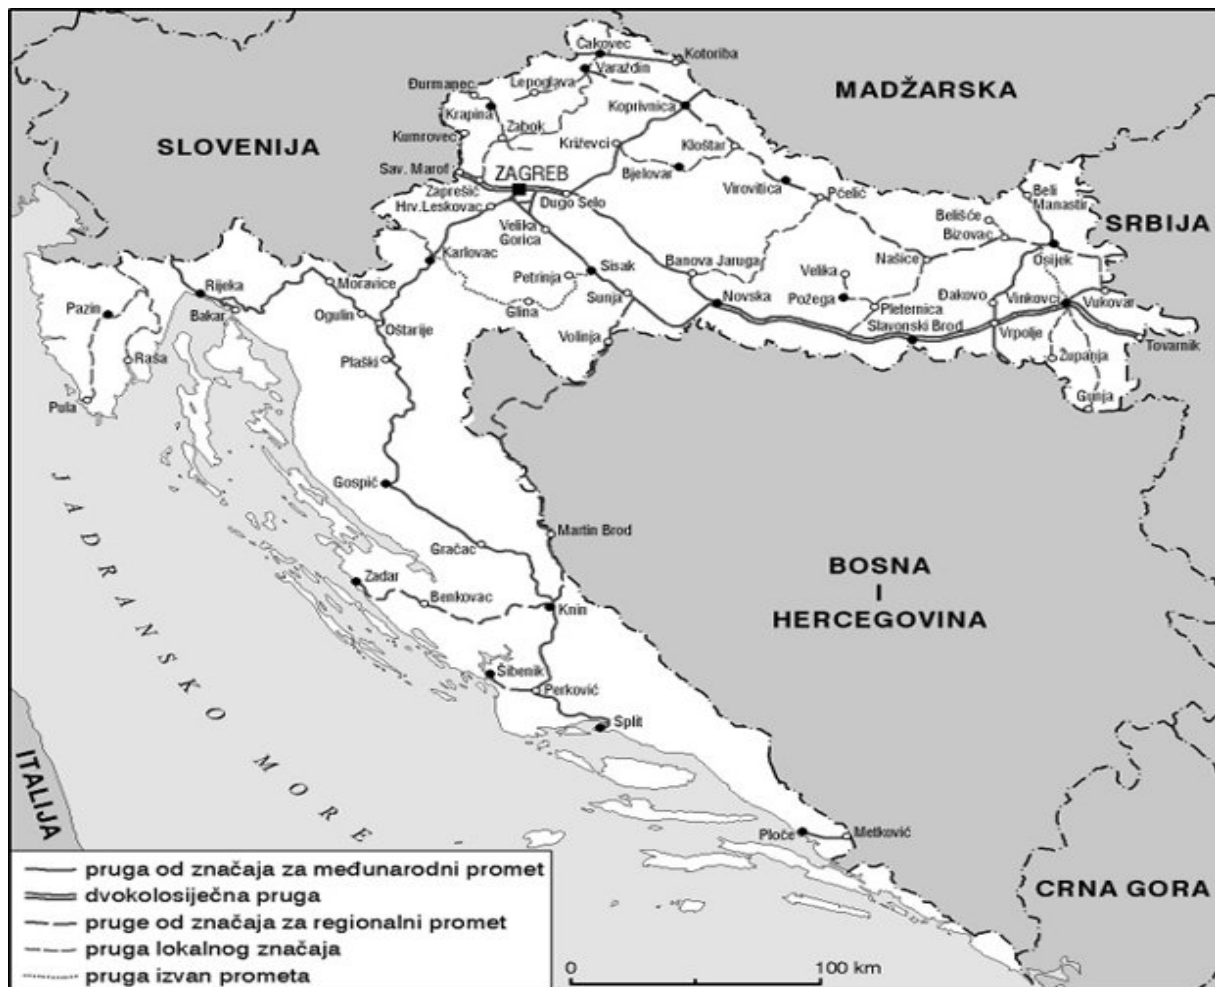 Čakovec
Kotoriba
Varaždin
MADŽARSKA
Đurmanec
Lepoglava
Krapina
Koprivnica
Zabok
Kumrovec
Križevci
Kloštar
SLOVENIJA
Sav. Marof
ZAGREB
Bjelovar
Virovitica
Pčelić
Beli
Manastir
Zaprešić
Dugo Selo
Hrv.Leskovac
Velika
Gorica
Belišće
Bizovac
SRBIJA
Karlovac
Sisak
Petrinja
Banova Jaruga
Velika
Našice
Osijek
Rijeka
Moravice
Sunja
Novska
Požega
Đakovo
Vinkovci
Vukovar
Pazin
Bakar
Ogulin
Glina
Pleternica
Oštarije
Slavonski Brod
Vrpolje
Volinja
Tovarnik
Raša
Plaški
Županja
Pula
Gunja
Gospić
JADRANSKO MORE
Martin Brod
Gračac
BOSNA
I
HERCEGOVINA
Zadar
Benkovac
Knin
Šibenik
Perković
Split
ITALIJA
Ploče
Metković
CRNA GORA
pruga od značaja za međunarodni promet
dvokolosiječna pruga
pruge od značaja za regionalni promet
pruga lokalnog značaja
pruga izvan prometa
0
100 km